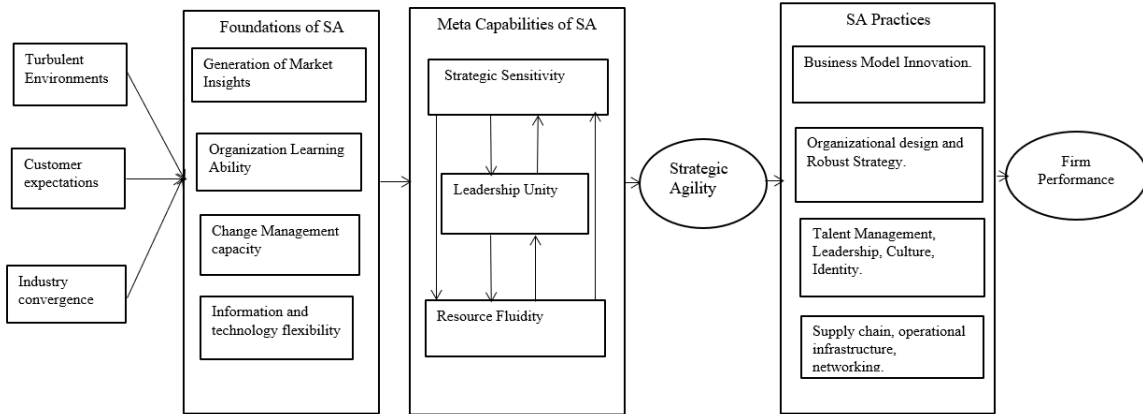 Turbulent
Environments
Customer
expectations
Industry
convergence
Foundations of SA
Generation of Market
Insights
Organization Learning
Ability
Change Management
capacity
Information and
technology flexibility
Meta Capabilities of SA
Strategic Sensitivity
Leadership Unity
Resource Fluidity
Strategic
Agility
SA Practices
Business Model Innovation.
Organizational design and
Robust Strategy.
Talent Management,
Leadership, Culture,
Identity.
Supply chain, operational
infrastructure,
networking.
Firm
Performance